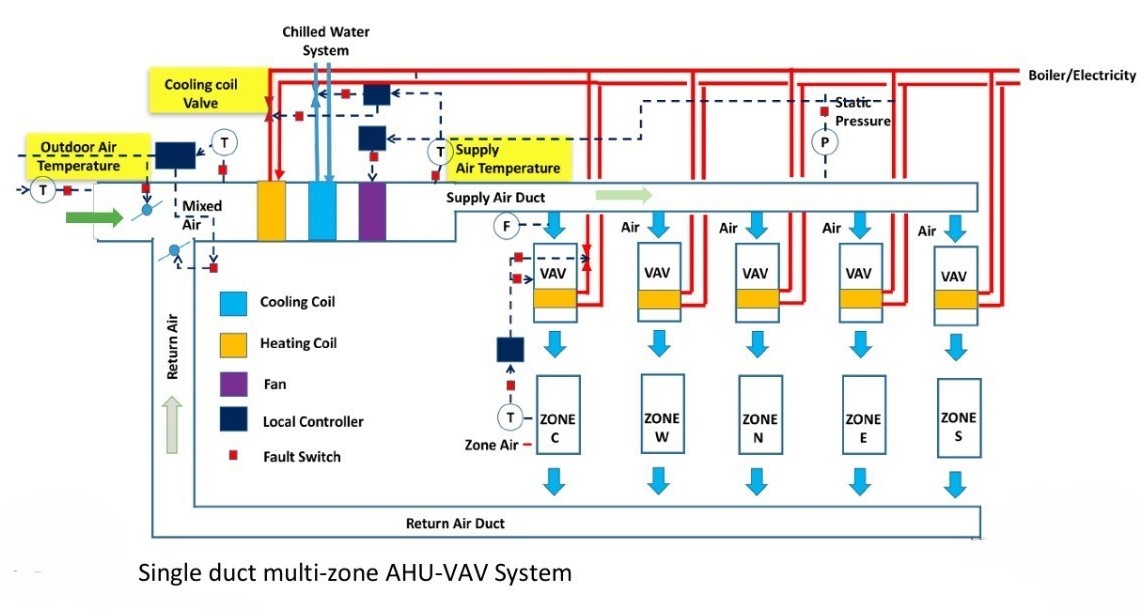 Chilled Water
System
Boiler/Electricity
Cooling coil
Valve
Static
Pressure
P
T
Outdoor Air
Temperature
T
Supply
Air Temperature
T
Supply Air Duct
Mixed
Air
F
Air
Air
Air
Air
VAV
VAV
VAV
VAV
VAV
Cooling Coil
Heating Coil
Fan
Local Controller
Fault Switch
Return Air
T
Zone Air
ZONE
C
ZONE
W
ZONE
N
ZONE
E
ZONE
S
Return Air Duct
Single duct multi-zone AHU-VAV System